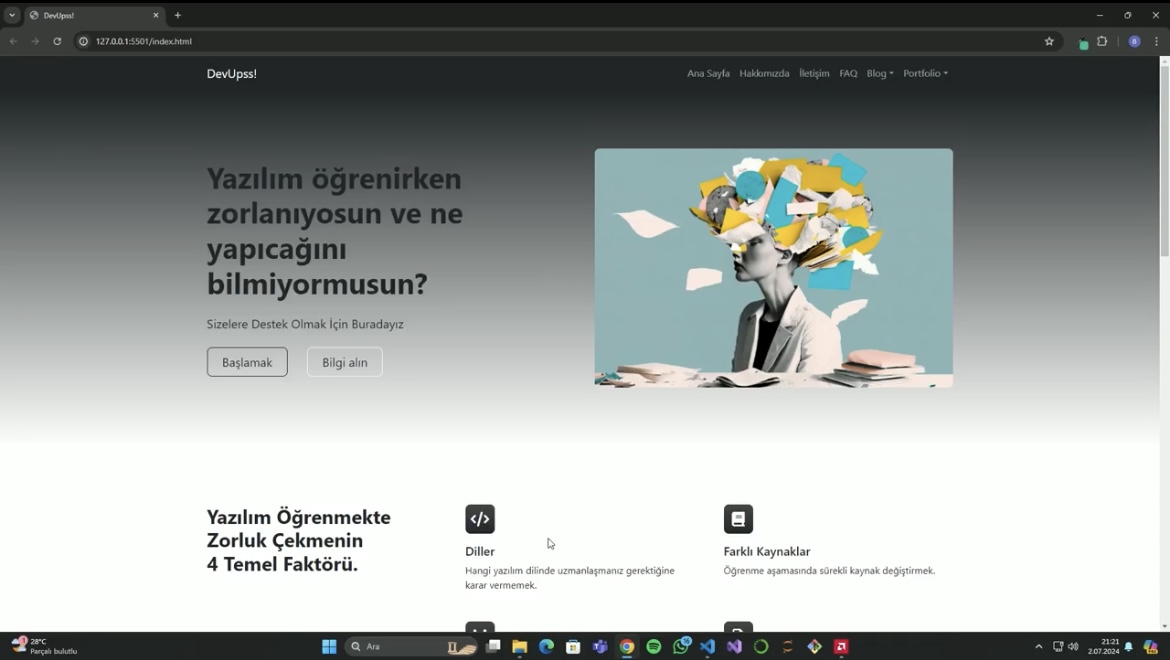 DevUpss!
127.0.0.1:5501/index.html
DevUpss!
Ana Sayfa Hakkımızda İletişim FAQ Blog Portfolio
Yazılım öğrenirken
zorlanıyosun ve ne
yapıcağını
bilmiyormusun?
Sizelere Destek Olmak İçin Buradayız
Başlamak Bilgi alın
Yazılım Öğrenmekte
Zorluk Çekmenin
4 Temel Faktörü.
Diller
Hangi yazılım dilinde uzmanlaşmanız gerektiğine
karar vermemek.
Farklı Kaynaklar
Öğrenme aşamasında sürekli kaynak değiştirmek.
28°C
Parçalı bulutlu
Ara
21:21
2.07.2024